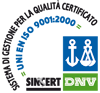 SISTEMA DI GESTIONE PER LA QUALITÀ CERTIFICATO
= UNI EN ISO 9001:2000 =
SINCERT
DNV